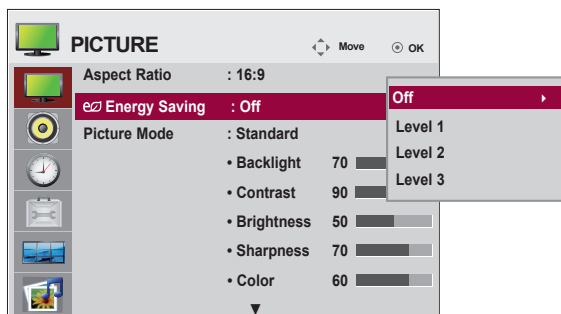 PICTURE Move OK
Aspect Ratio : 16:9
Energy Saving : Off
Picture Mode : Standard
• Backlight 70
• Contrast 90
• Brightness 50
• Sharpness 70
• Color 60
▼
Off
Level 1
Level 2
Level 3